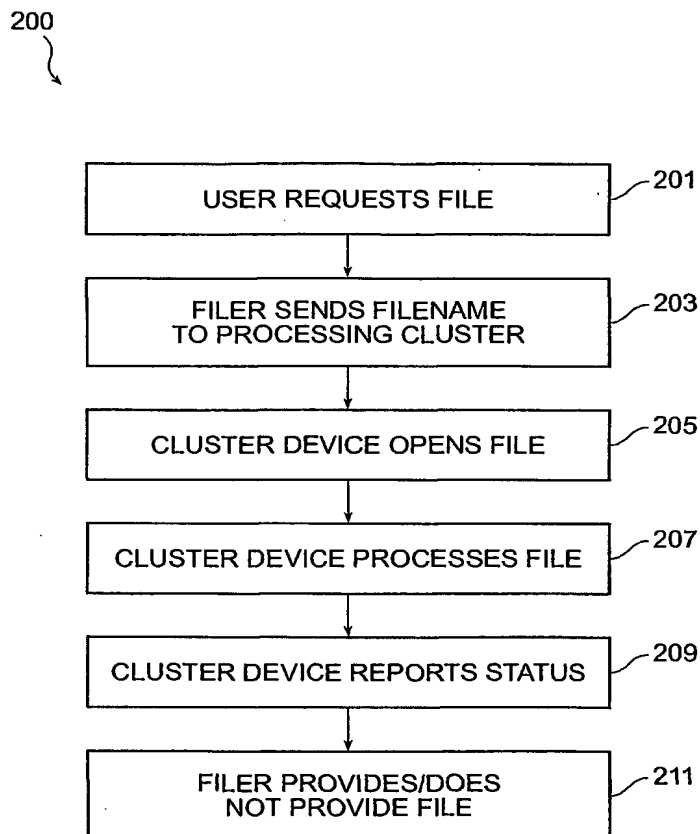 200
USER REQUESTS FILE
201
FILER SENDS FILENAME
TO PROCESSING CLUSTER
203
CLUSTER DEVICE OPENS FILE
205
CLUSTER DEVICE PROCESSES FILE
207
CLUSTER DEVICE REPORTS STATUS
209
FILER PROVIDES/DOES
NOT PROVIDE FILE
211